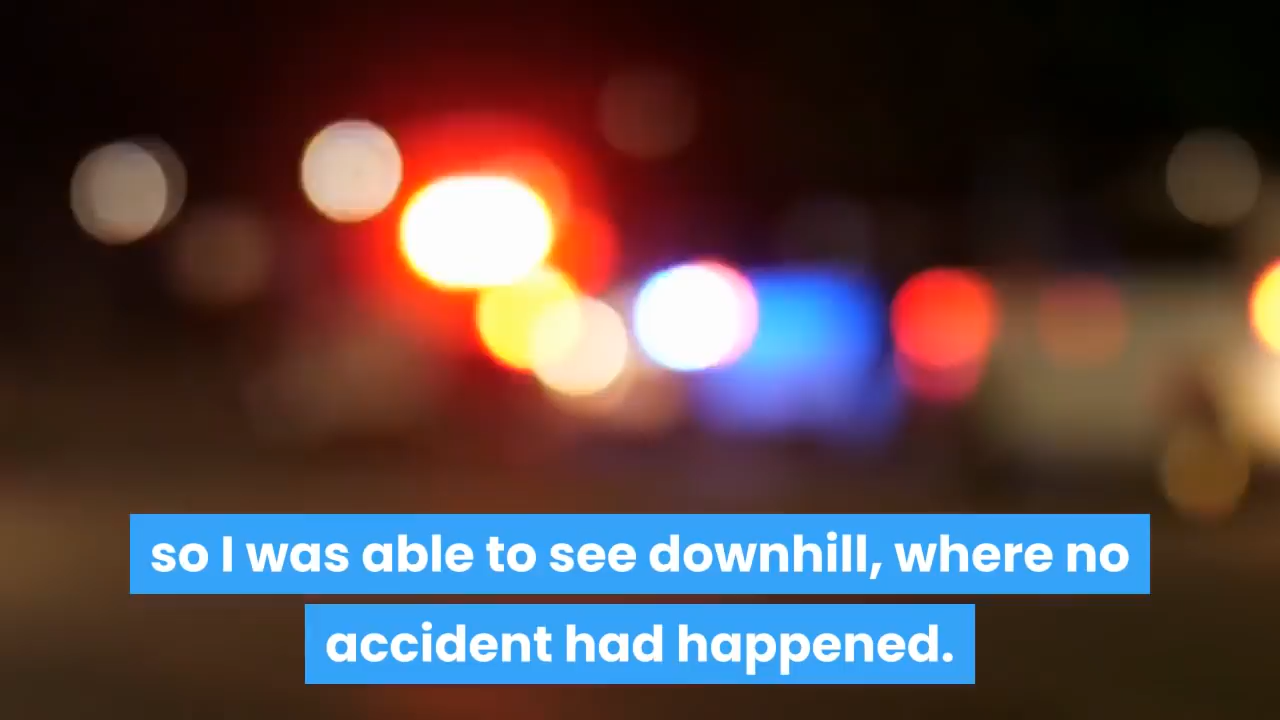 so I was able to see downhill, where no
accident had happened.